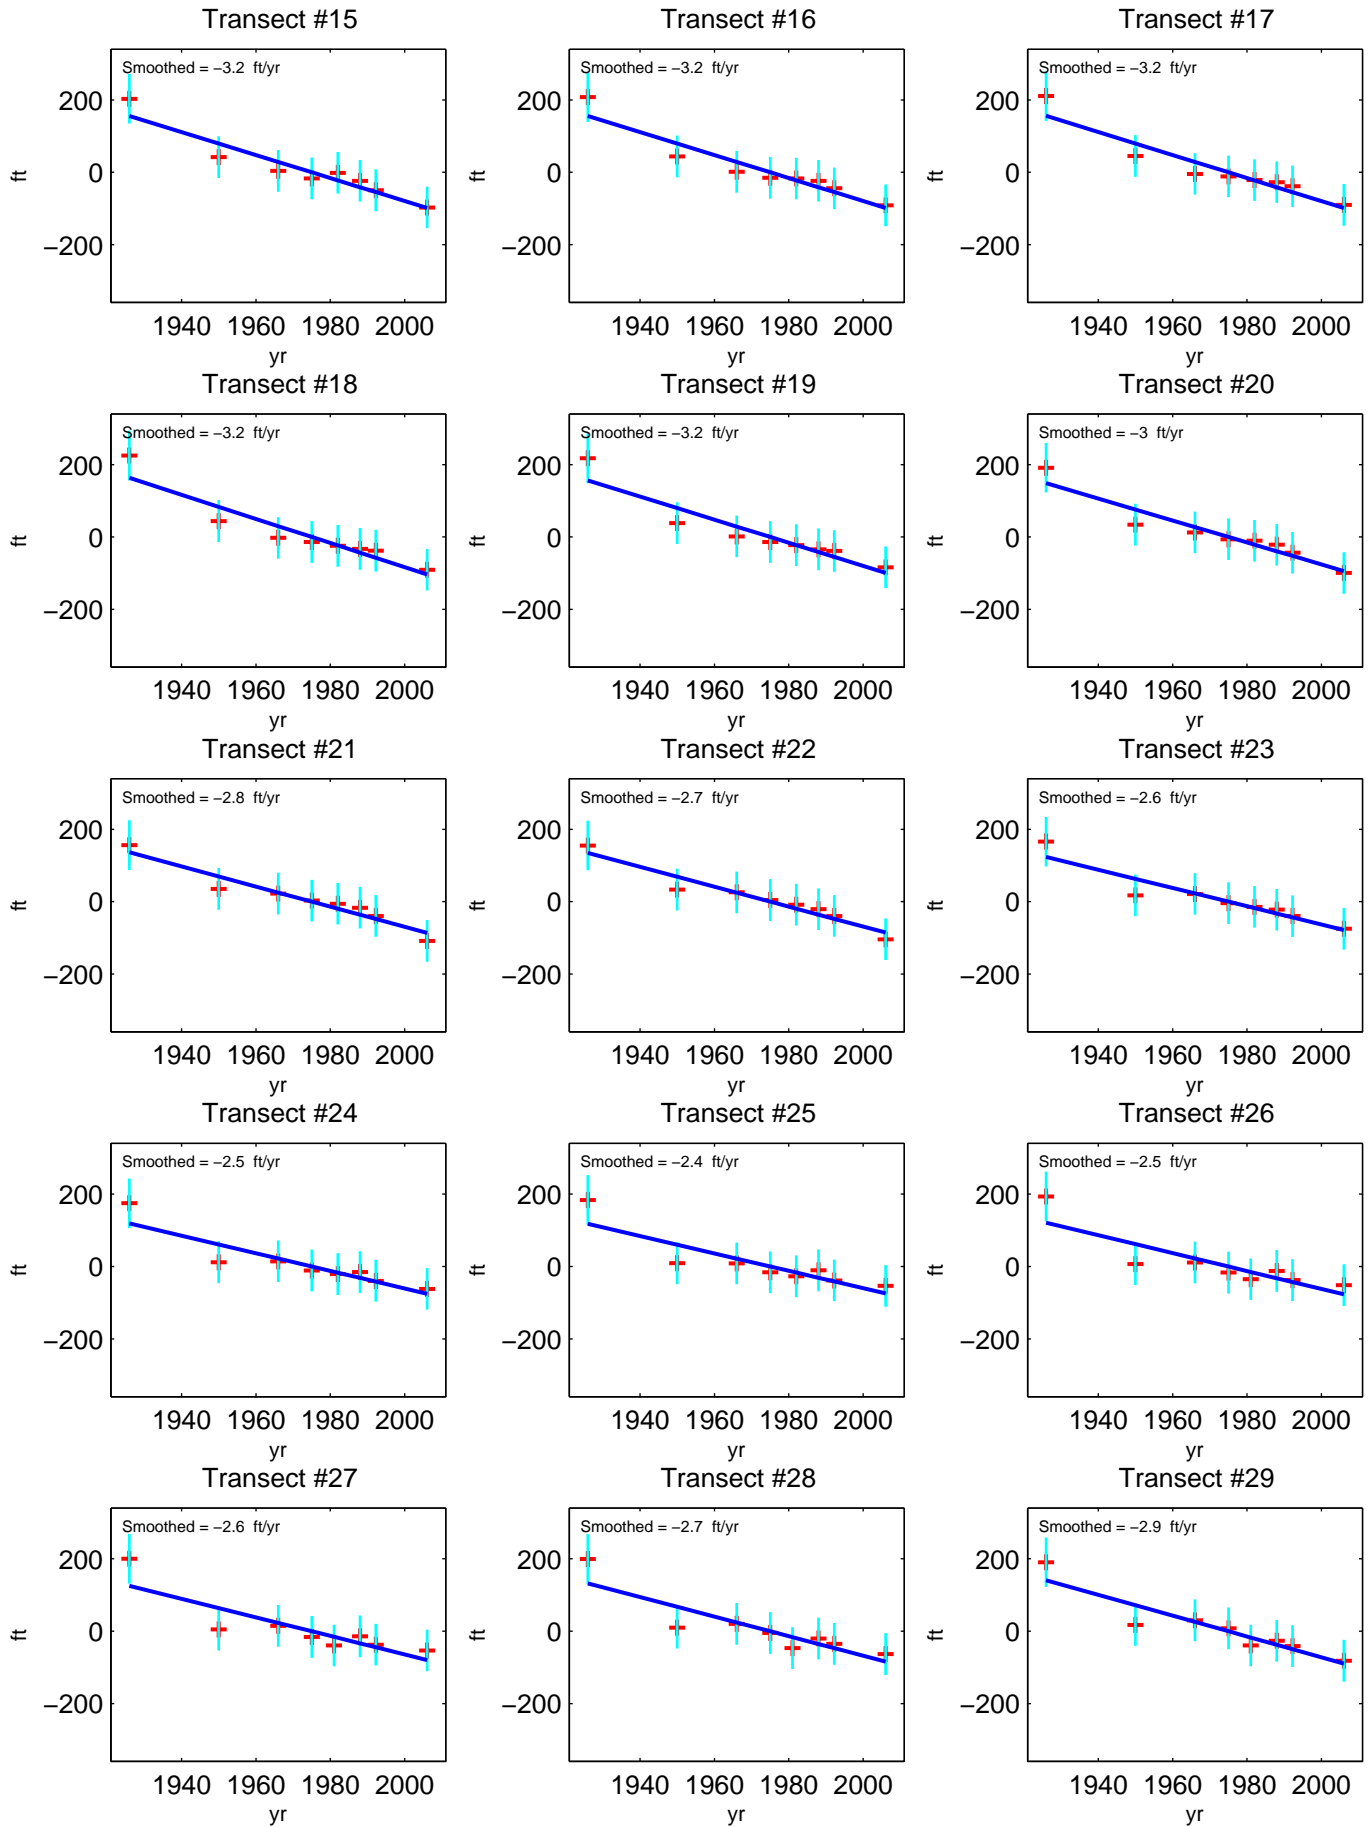 Transect #15
Smoothed = −3.2 ft/yr
200
0
−200
ft
1940 1960 1980 2000
yr
Transect #16
Smoothed = −3.2 ft/yr
200
0
−200
ft
1940 1960 1980 2000
yr
Transect #17
Smoothed = −3.2 ft/yr
200
0
−200
ft
1940 1960 1980 2000
yr
Transect #18
Smoothed = −3.2 ft/yr
200
0
−200
ft
1940 1960 1980 2000
yr
Transect #19
Smoothed = −3.2 ft/yr
200
0
−200
ft
1940 1960 1980 2000
yr
Transect #20
Smoothed = −3 ft/yr
200
0
−200
ft
1940 1960 1980 2000
yr
Transect #21
Smoothed = −2.8 ft/yr
200
0
−200
ft
1940 1960 1980 2000
yr
Transect #22
Smoothed = −2.7 ft/yr
200
0
−200
ft
1940 1960 1980 2000
yr
Transect #23
Smoothed = −2.6 ft/yr
200
0
−200
ft
1940 1960 1980 2000
yr
Transect #24
Smoothed = −2.5 ft/yr
200
0
−200
ft
1940 1960 1980 2000
yr
Transect #25
Smoothed = −2.4 ft/yr
200
0
−200
ft
1940 1960 1980 2000
yr
Transect #26
Smoothed = −2.5 ft/yr
200
0
−200
ft
1940 1960 1980 2000
yr
Transect #27
Smoothed = −2.6 ft/yr
200
0
−200
ft
1940 1960 1980 2000
yr
Transect #28
Smoothed = −2.7 ft/yr
200
0
−200
ft
1940 1960 1980 2000
yr
Transect #29
Smoothed = −2.9 ft/yr
200
0
−200
ft
1940 1960 1980 2000
yr